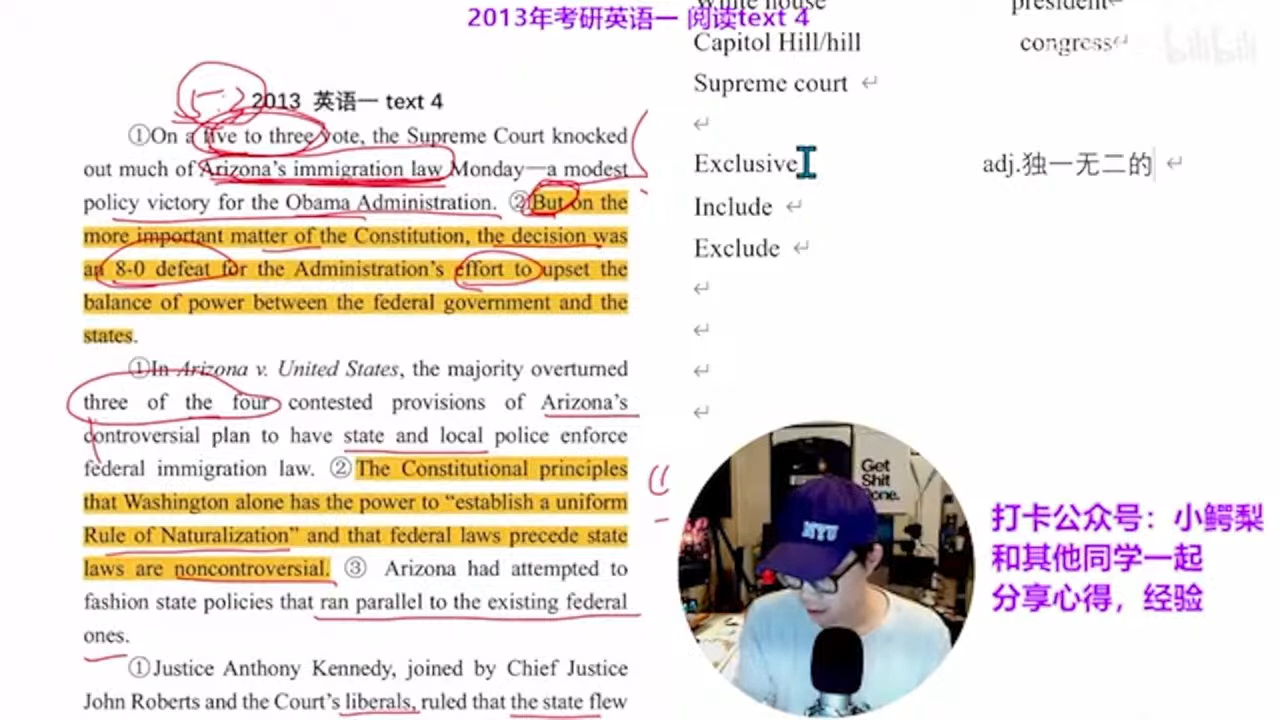 2013年考研英语一 阅读text 4
2013 英语一 text 4
①On a five to three vote, the Supreme Court knocked
out much of Arizona's immigration law Monday—a modest
policy victory for the Obama Administration. ②But on the
more important matter of the Constitution, the decision was
an 8-0 defeat for the Administration's effort to upset the
balance of power between the federal government and the
states.
①In Arizona v. United States, the majority overturned
three of the four contested provisions of Arizona's
controversial plan to have state and local police enforce
federal immigration law. ②The Constitutional principles
that Washington alone has the power to “establish a uniform
Rule of Naturalization” and that federal laws precede state
laws are noncontroversial. ③ Arizona had attempted to
fashion state policies that ran parallel to the existing federal
ones.
①Justice Anthony Kennedy, joined by Chief Justice
John Roberts and the Court's liberals, ruled that the state flew
White house president
Capitol Hill/hill congress
Supreme court
Exclusive adj.独一无二的
Include
Exclude
bilibili
Get
Shit
Done.
NYU
打卡公众号：小鳄梨
和其他同学一起
分享心得，经验